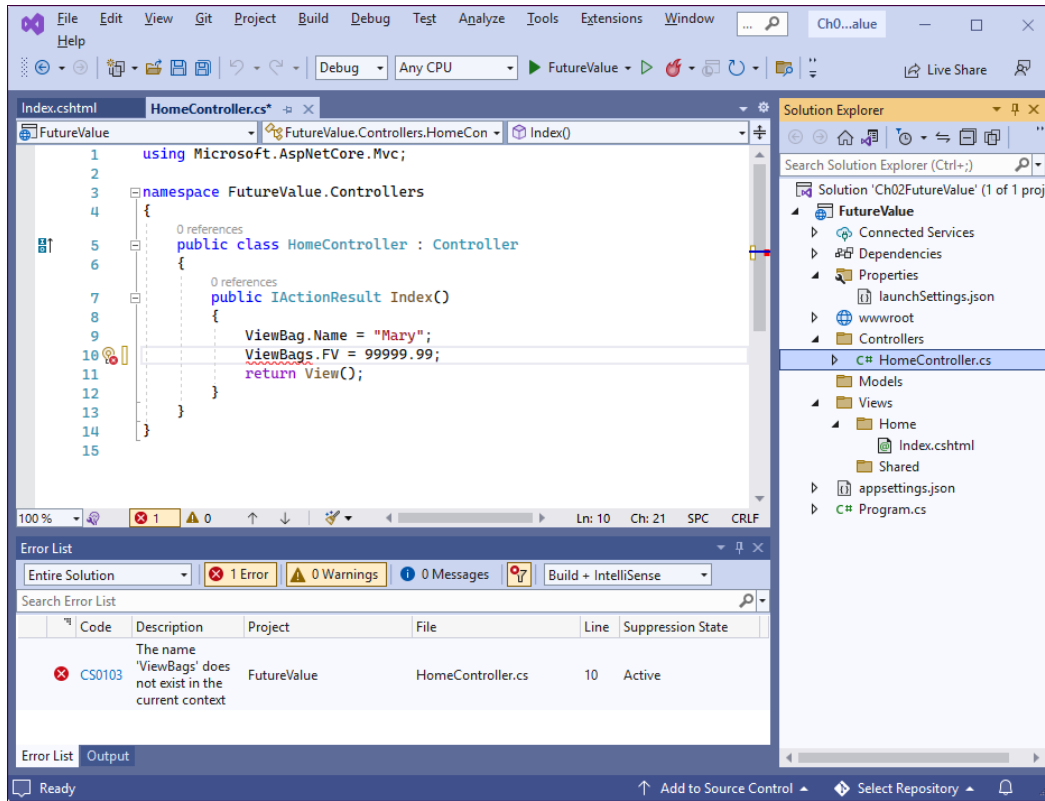 File Edit View Git Project Build Debug Test Analyze Tools Extensions Window ... Ch0...alue
Help
Debug Any CPU FutureValue Live Share
Index.cshtml HomeController.cs*
FutureValue FutureValue.Controllers.HomeCon Index()
1 using Microsoft.AspNetCore.Mvc;
2
3 namespace FutureValue.Controllers
4 {
0 references
5 public class HomeController : Controller
6 {
0 references
7 public IActionResult Index()
8 {
9 ViewBag.Name = "Mary";
10 ViewBags.FV = 99999.99;
11 return View();
12 }
13 }
14 }
15
100 % 1 0 Ln: 10 Ch: 21 SPC CRLF
Solution Explorer
Search Solution Explorer (Ctrl+;)
Solution 'Ch02FutureValue' (1 of 1 proj
FutureValue
Connected Services
Dependencies
Properties
launchSettings.json
wwwroot
Controllers
C# HomeController.cs
Models
Views
Home
Index.cshtml
Shared
appsettings.json
C# Program.cs
Error List
Entire Solution 1 Error 0 Warnings 0 Messages Build + IntelliSense
Search Error List
Code Description Project File Line Suppression State
CS0103 The name 'ViewBags' does not exist in the current context FutureValue HomeController.cs 10 Active
Error List Output
Ready Add to Source Control Select Repository